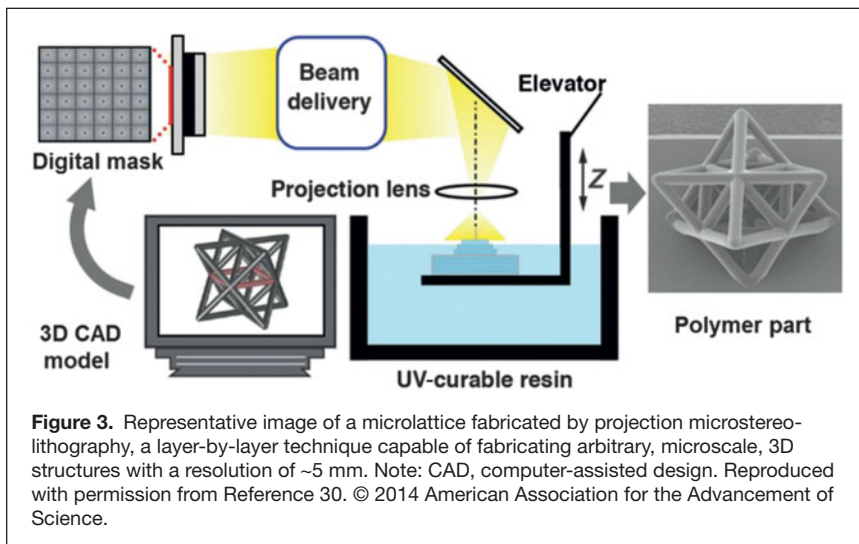 Digital mask
Beam
delivery
Elevator
Projection lens
Z
3D CAD
model
UV-curable resin
Polymer part
Figure 3. Representative image of a microlattice fabricated by projection microstereo-
lithography, a layer-by-layer technique capable of fabricating arbitrary, microscale, 3D
structures with a resolution of ~5 mm. Note: CAD, computer-assisted design. Reproduced
with permission from Reference 30. © 2014 American Association for the Advancement of
Science.